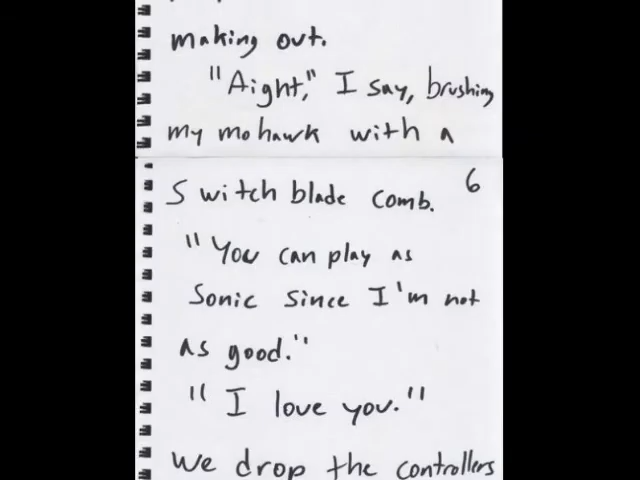 making out.
"Aight," I say, brushing
my mohawk with a
6
Switch blade comb.
"You can play as
Sonic since I'm not
as good."
"I love you."
We drop the controllers